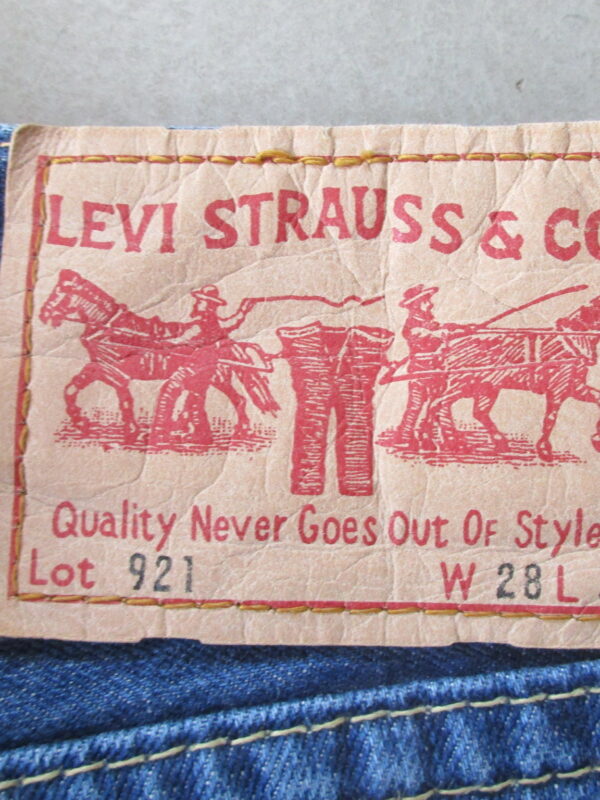 LEVI STRAUSS & CO
Quality Never Goes Out Of Style
Lot 921 W 28 L